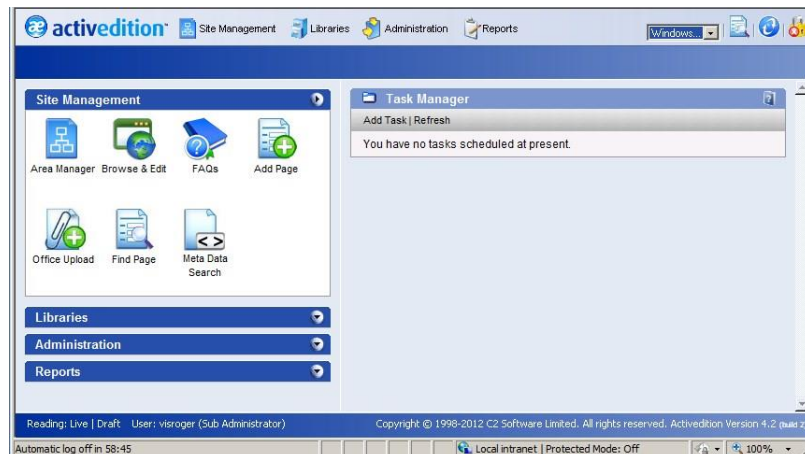 activedition Site Management Libraries Administration Reports Windows...
Site Management
Area Manager Browse & Edit FAQs Add Page
Office Upload Find Page Meta Data Search
Libraries
Administration
Reports
Task Manager
Add Task | Refresh
You have no tasks scheduled at present.
Reading: Live | Draft User: visroger (Sub Administrator) Copyright © 1998-2012 C2 Software Limited. All rights reserved. Activedition Version 4.2 (build 2)
Automatic log off in 58:45 Local intranet | Protected Mode: Off 100%